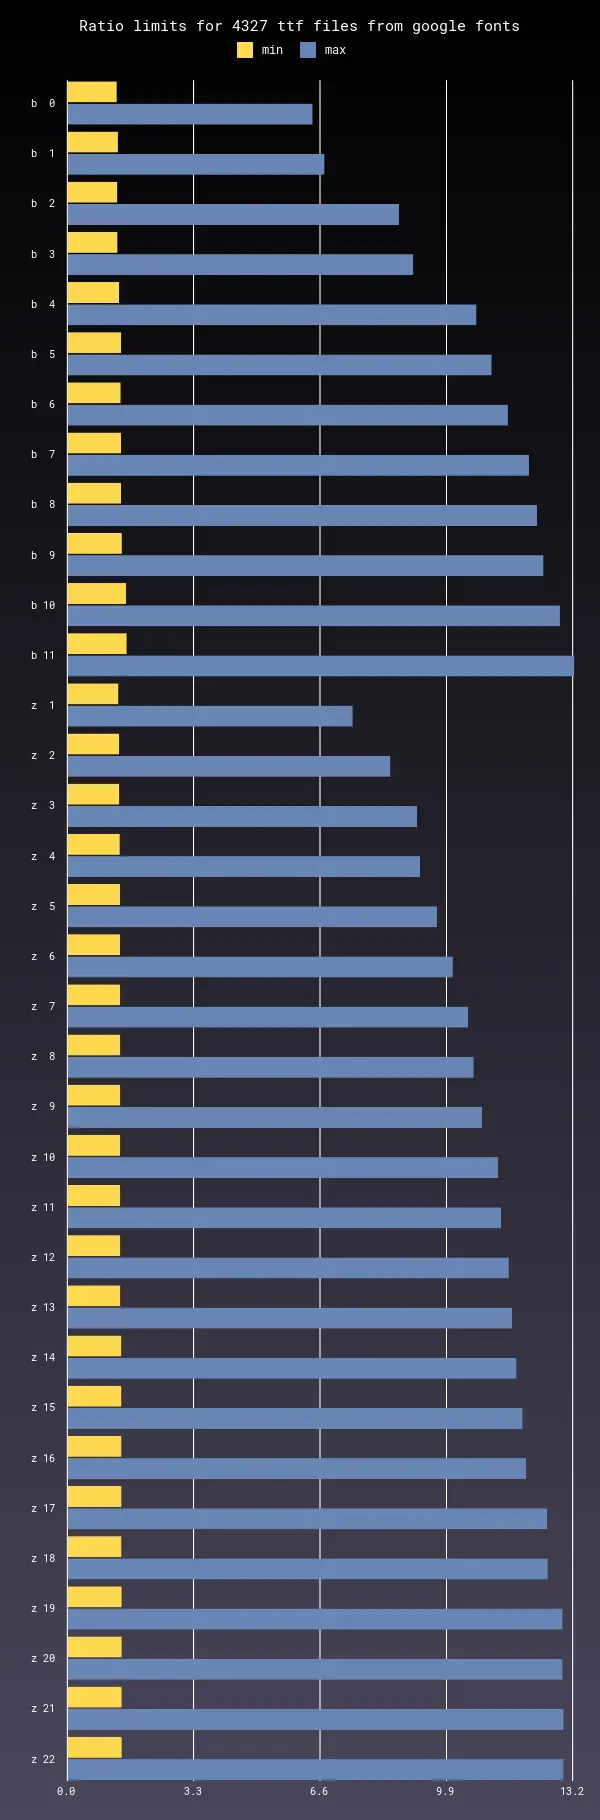 Ratio limits for 4327 ttf files from google fonts
min max
b 0
b 1
b 2
b 3
b 4
b 5
b 6
b 7
b 8
b 9
b 10
b 11
z 1
z 2
z 3
z 4
z 5
z 6
z 7
z 8
z 9
z 10
z 11
z 12
z 13
z 14
z 15
z 16
z 17
z 18
z 19
z 20
z 21
z 22
0.0 3.3 6.6 9.9 13.2